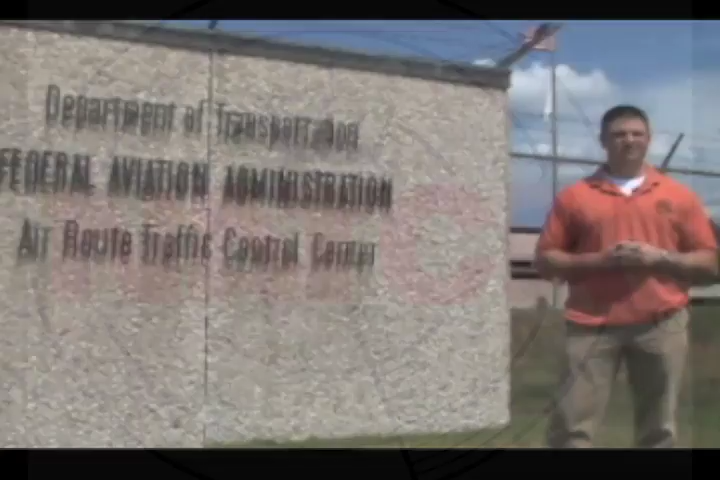 Department of Transportation
FEDERAL AVIATION ADMINISTRATION
Air Route Traffic Control Center